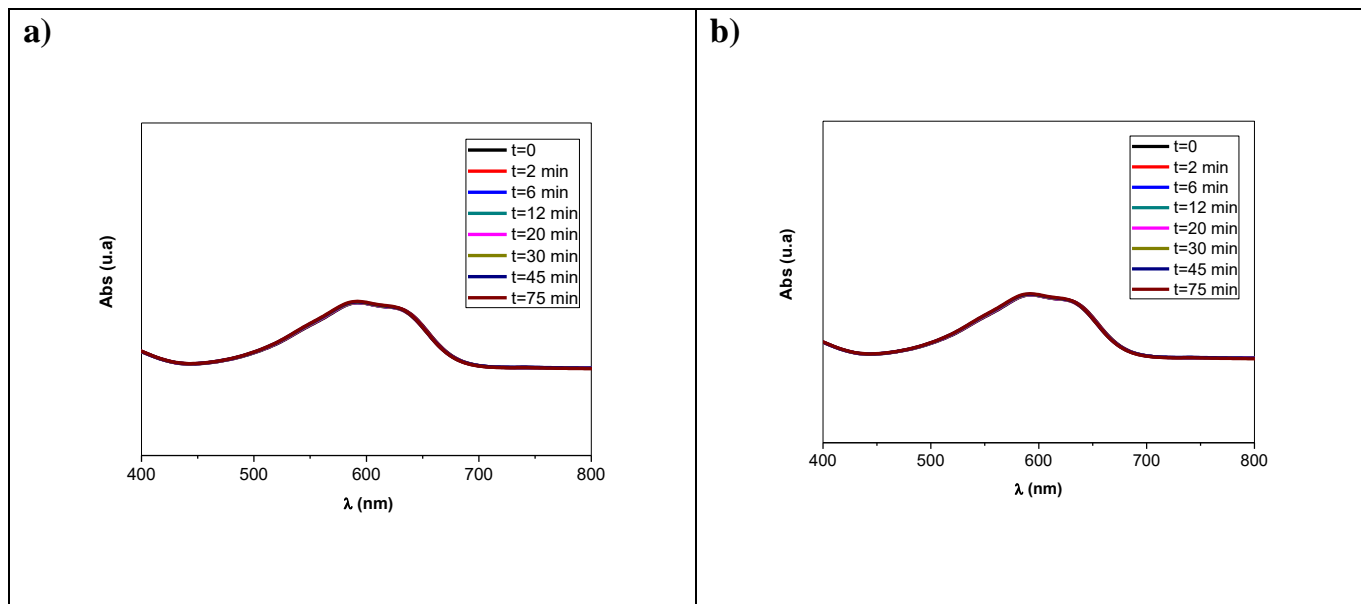 a)
t=0
t=2 min
t=6 min
t=12 min
t=20 min
t=30 min
t=45 min
t=75 min
Abs (u.a)
400 500 600 700 800
λ (nm)
b)
t=0
t=2 min
t=6 min
t=12 min
t=20 min
t=30 min
t=45 min
t=75 min
Abs (u.a)
400 500 600 700 800
λ (nm)